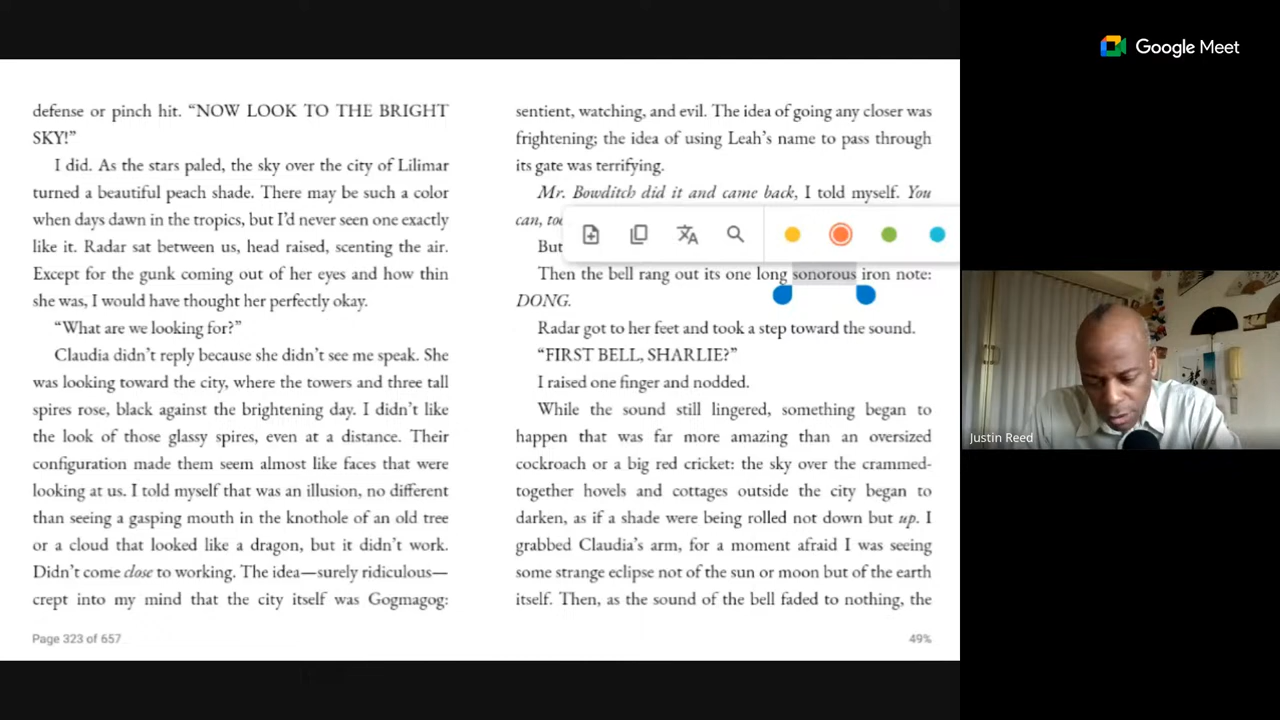 Google Meet
defense or pinch hit. “NOW LOOK TO THE BRIGHT
SKY!”
I did. As the stars paled, the sky over the city of Lilimar
turned a beautiful peach shade. There may be such a color
when days dawn in the tropics, but I’d never seen one exactly
like it. Radar sat between us, head raised, scenting the air.
Except for the gunk coming out of her eyes and how thin
she was, I would have thought her perfectly okay.
“What are we looking for?”
Claudia didn’t reply because she didn’t see me speak. She
was looking toward the city, where the towers and three tall
spires rose, black against the brightening day. I didn’t like
the look of those glassy spires, even at a distance. Their
configuration made them seem almost like faces that were
looking at us. I told myself that was an illusion, no different
than seeing a gasping mouth in the knothole of an old tree
or a cloud that looked like a dragon, but it didn’t work.
Didn’t come close to working. The idea—surely ridiculous—
crept into my mind that the city itself was Gogmagog:
Page 323 of 657
sentient, watching, and evil. The idea of going any closer was
frightening; the idea of using Leah’s name to pass through
its gate was terrifying.
Mr. Bowditch did it and came back, I told myself. You
can,
But
Then the bell rang out its one long sonorous iron note:
DONG.
Radar got to her feet and took a step toward the sound.
“FIRST BELL, SHARLIE?”
I raised one finger and nodded.
While the sound still lingered, something began to
happen that was far more amazing than an oversized
cockroach or a big red cricket: the sky over the crammed-
together hovels and cottages outside the city began to
darken, as if a shade were being rolled not down but up. I
grabbed Claudia’s arm, for a moment afraid I was seeing
some strange eclipse not of the sun or moon but of the earth
itself. Then, as the sound of the bell faded to nothing, the
49%
Justin Reed